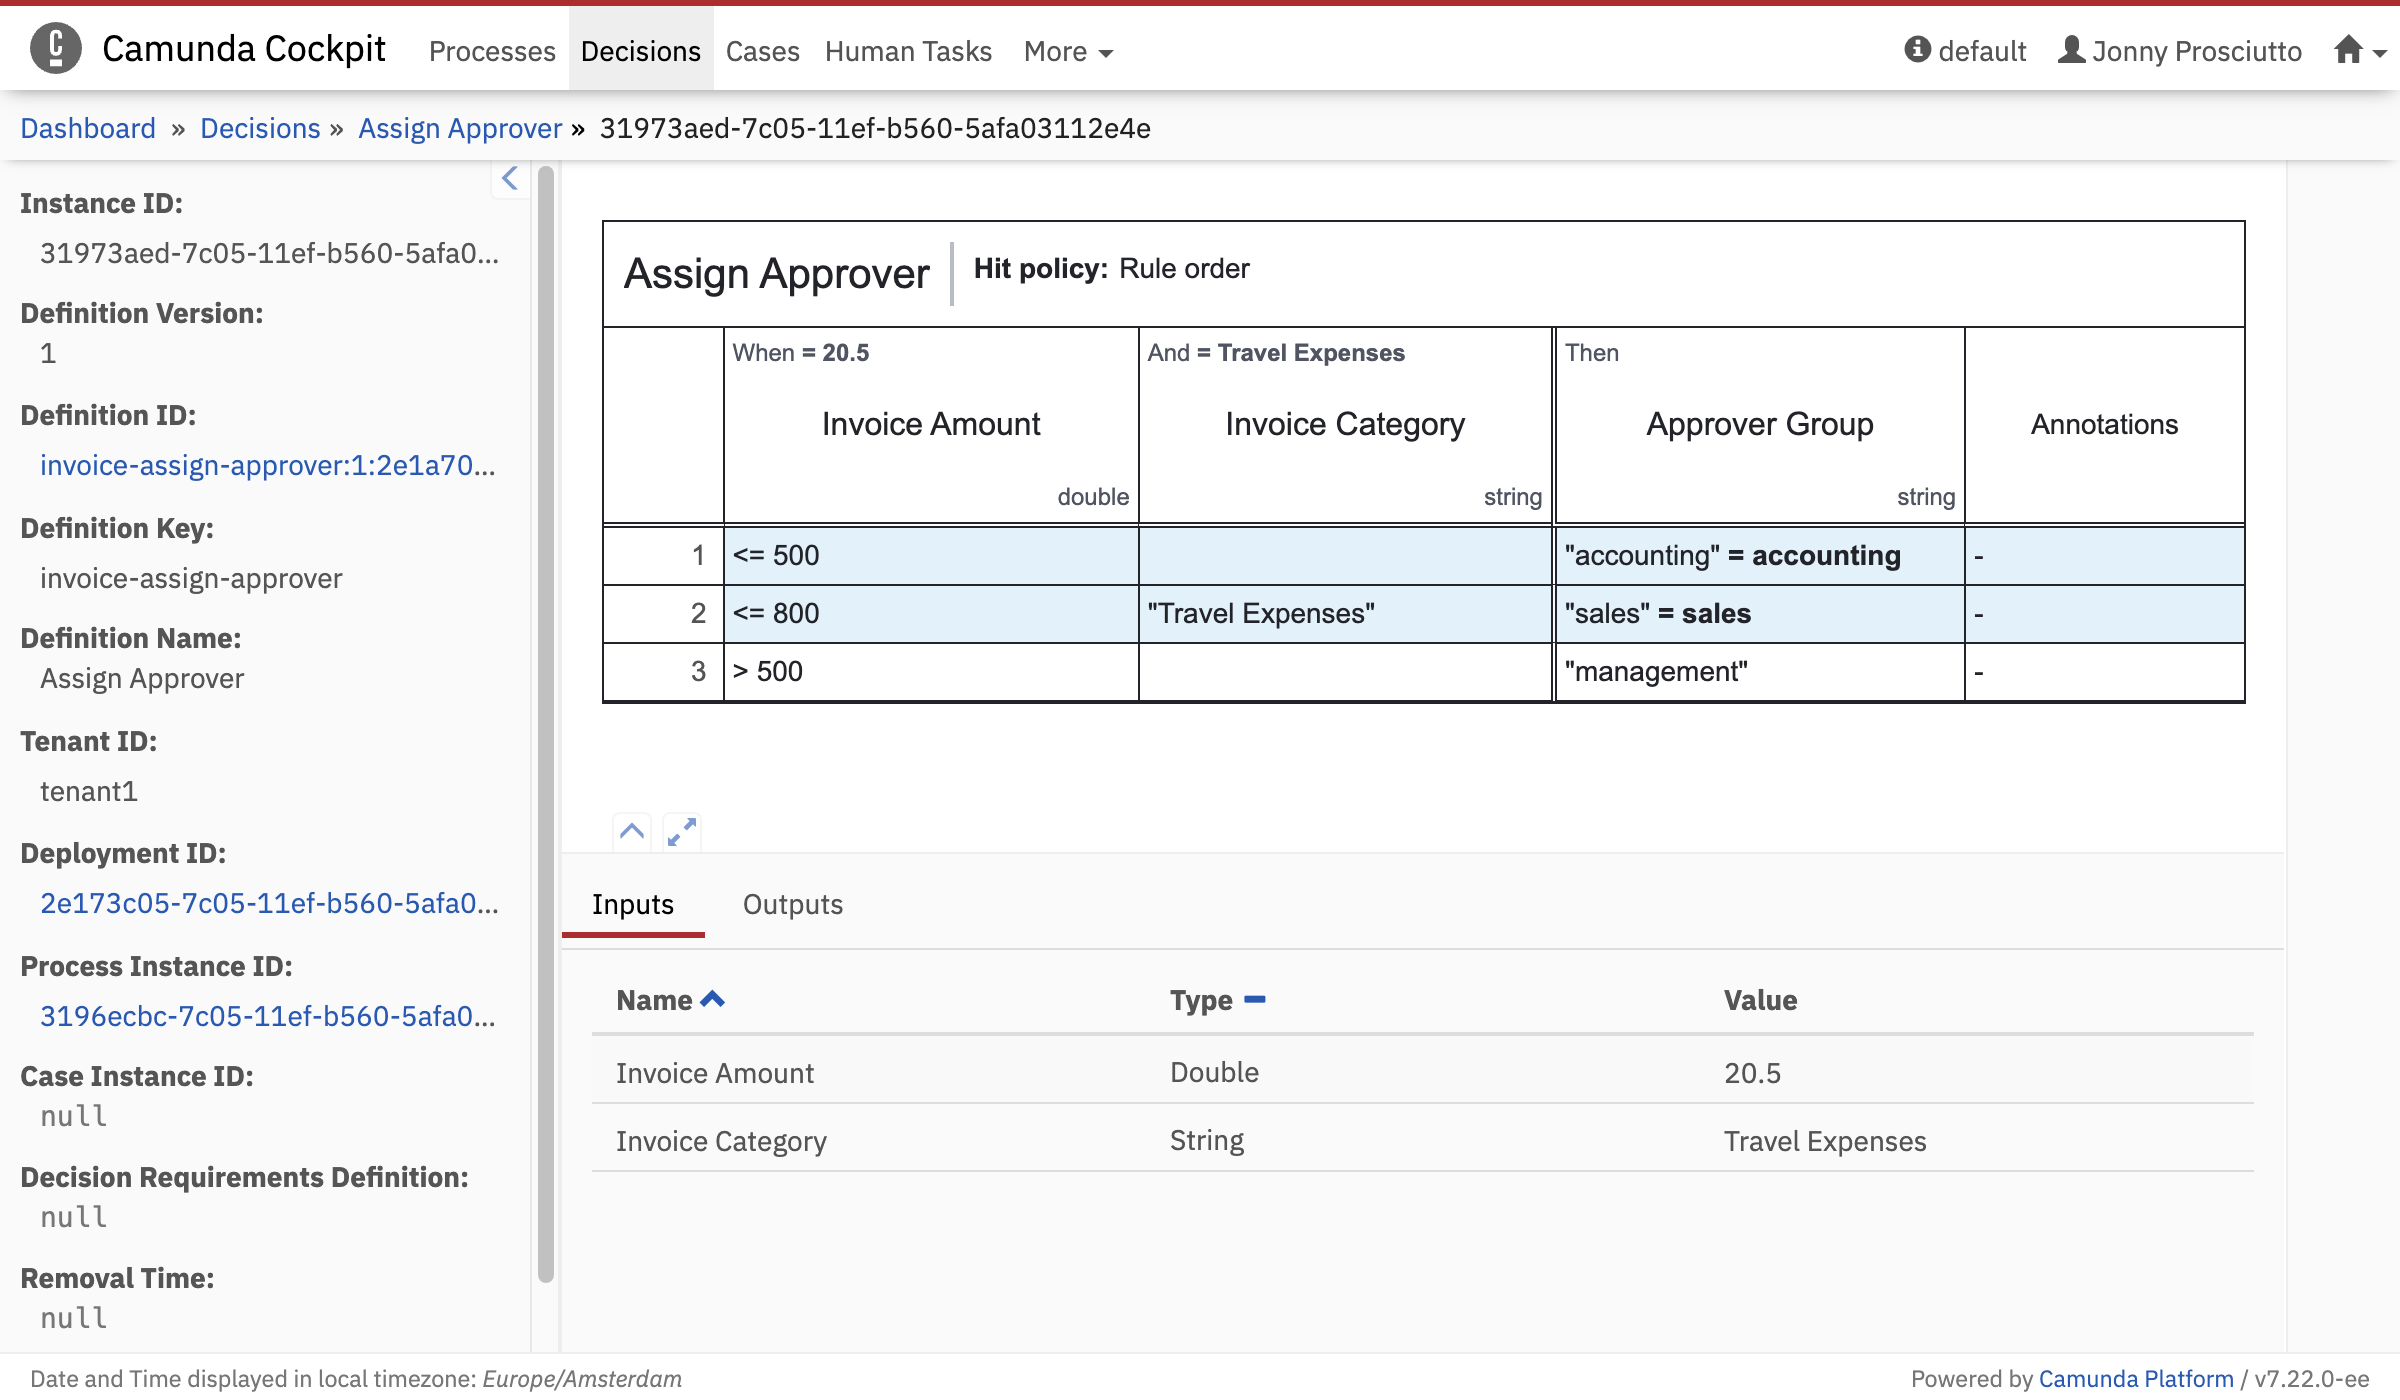 Camunda Cockpit Processes Decisions Cases Human Tasks More default Jonny Prosciutto
Dashboard » Decisions » Assign Approver » 31973aed-7c05-11ef-b560-5afa03112e4e
Instance ID:
31973aed-7c05-11ef-b560-5afa0...
Definition Version:
1
Definition ID:
invoice-assign-approver:1:2e1a70...
Definition Key:
invoice-assign-approver
Definition Name:
Assign Approver
Tenant ID:
tenant1
Deployment ID:
2e173c05-7c05-11ef-b560-5afa0...
Process Instance ID:
3196ecbc-7c05-11ef-b560-5afa0...
Case Instance ID:
null
Decision Requirements Definition:
null
Removal Time:
null
Assign Approver Hit policy: Rule order
When = 20.5 And = Travel Expenses Then
Invoice Amount Invoice Category Approver Group Annotations
double string string
1 <= 500 "accounting" = accounting -
2 <= 800 "Travel Expenses" "sales" = sales -
3 > 500 "management" -
Inputs Outputs
Name Type Value
Invoice Amount Double 20.5
Invoice Category String Travel Expenses
Date and Time displayed in local timezone: Europe/Amsterdam
Powered by Camunda Platform / v7.22.0-ee